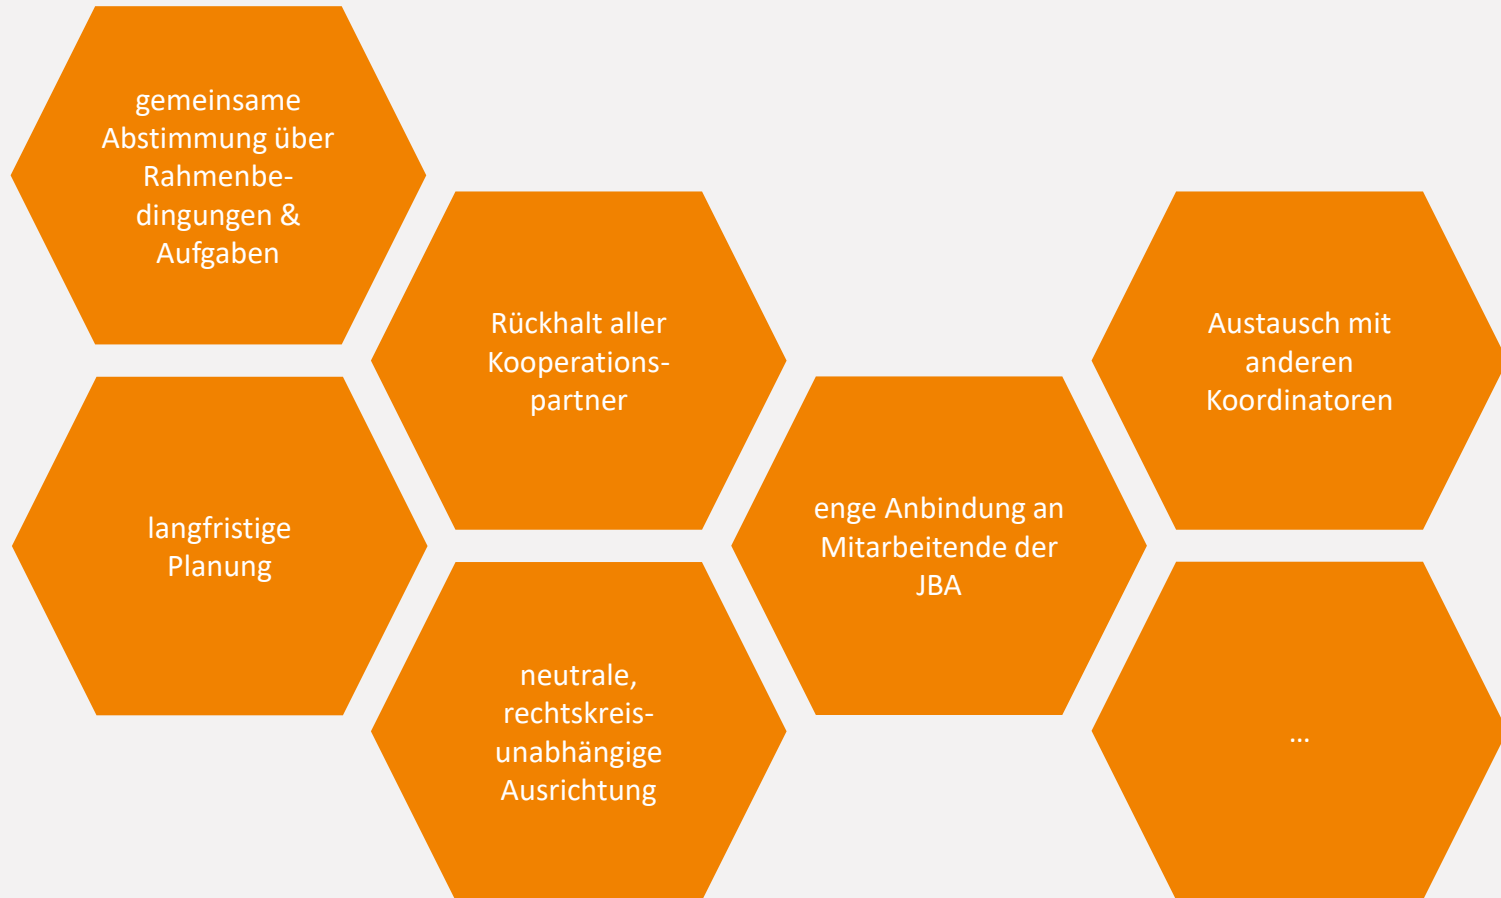 gemeinsame
Abstimmung über
Rahmenbe-
dingungen &
Aufgaben
langfristige
Planung
Rückhalt aller
Kooperations-
partner
neutrale,
rechtskreis-
unabhängige
Ausrichtung
enge Anbindung an
Mitarbeitende der
JBA
Austausch mit
anderen
Koordinatoren
...